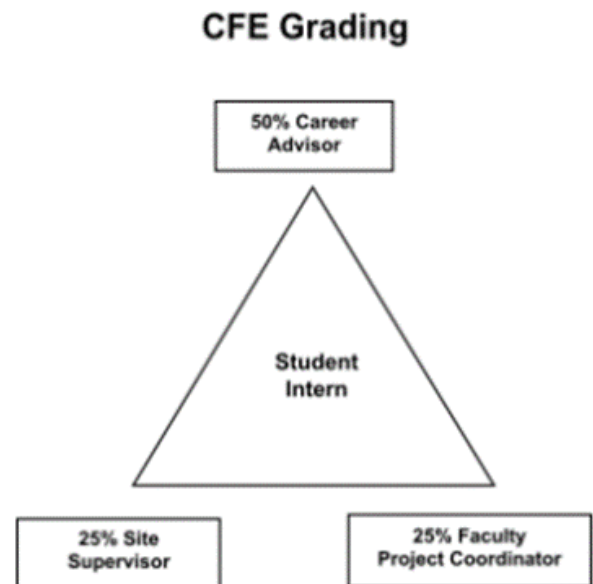 CFE Grading
50% Career
Advisor
Student
Intern
25% Site
Supervisor
25% Faculty
Project Coordinator